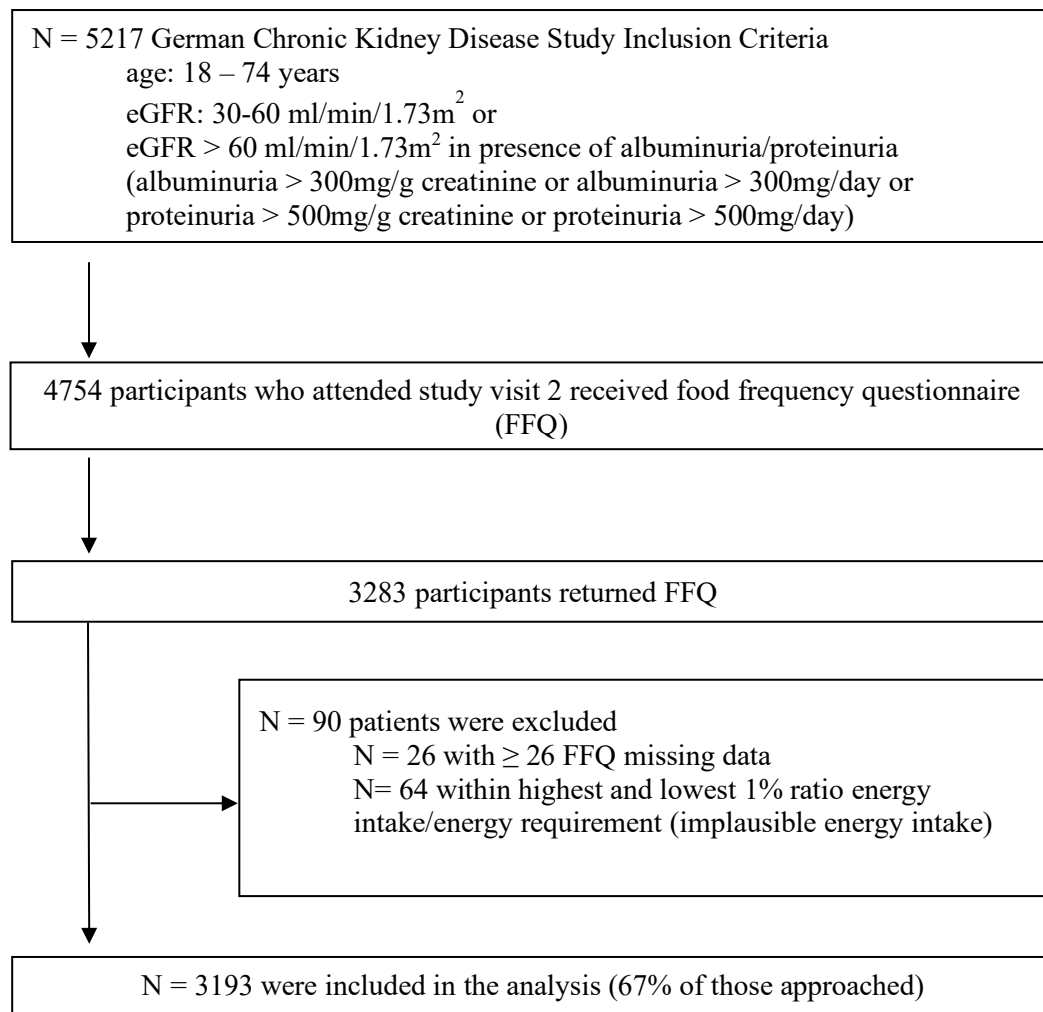 N = 5217 German Chronic Kidney Disease Study Inclusion Criteria
age: 18 – 74 years
eGFR: 30-60 ml/min/1.73m² or
eGFR > 60 ml/min/1.73m² in presence of albuminuria/proteinuria
(albuminuria > 300mg/g creatinine or albuminuria > 300mg/day or
proteinuria > 500mg/g creatinine or proteinuria > 500mg/day)
4754 participants who attended study visit 2 received food frequency questionnaire
(FFQ)
3283 participants returned FFQ
N = 90 patients were excluded
N = 26 with ≥ 26 FFQ missing data
N= 64 within highest and lowest 1% ratio energy
intake/energy requirement (implausible energy intake)
N = 3193 were included in the analysis (67% of those approached)